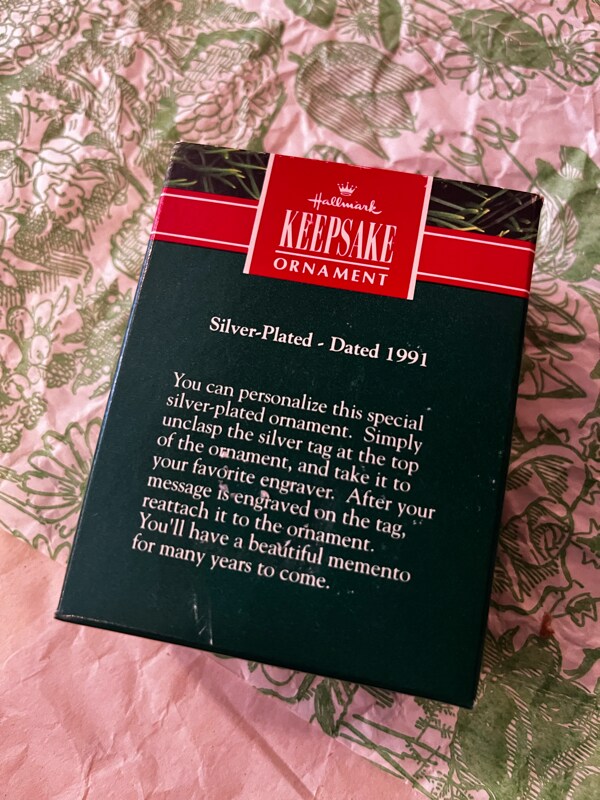 Hallmark
KEEPSAKE
ORNAMENT
Silver-Plated - Dated 1991
You can personalize this special
silver-plated ornament.  Simply
unclasp the silver tag at the top
of the ornament, and take it to
your favorite engraver.  After your
message is engraved on the tag,
reattach it to the ornament.
You'll have a beautiful memento
for many years to come.